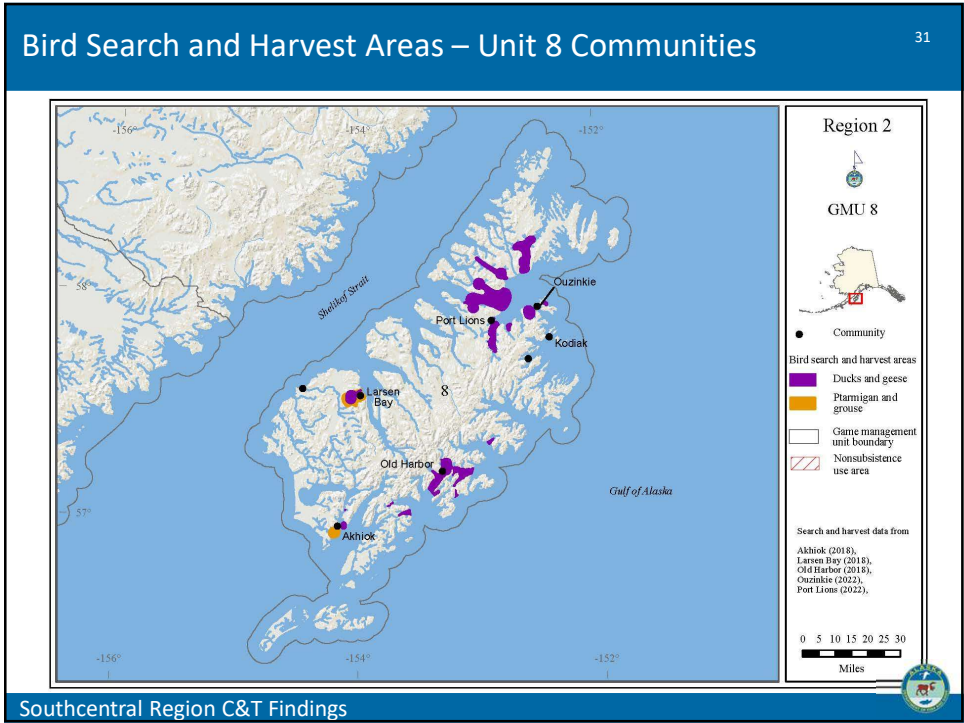 Bird Search and Harvest Areas – Unit 8 Communities
31
-156°
-154°
-152°
58°
Shelikof Strait
Ouzinkie
Port Lions
Kodiak
Larsen
Bay
8
Old Harbor
Gulf of Alaska
57°
Akhiok
-156°
-154°
-152°
Region 2
GMU 8
Community
Bird search and harvest areas
Ducks and geese
Ptarmigan and
grouse
Game management
unit boundary
Nonsubsistence
use area
Search and harvest data from
Akhiok (2018),
Larsen Bay (2018),
Old Harbor (2018),
Ouzinkie (2022),
Port Lions (2022),
0 5 10 15 20 25 30
Miles
ALASKA
Southcentral Region C&T Findings